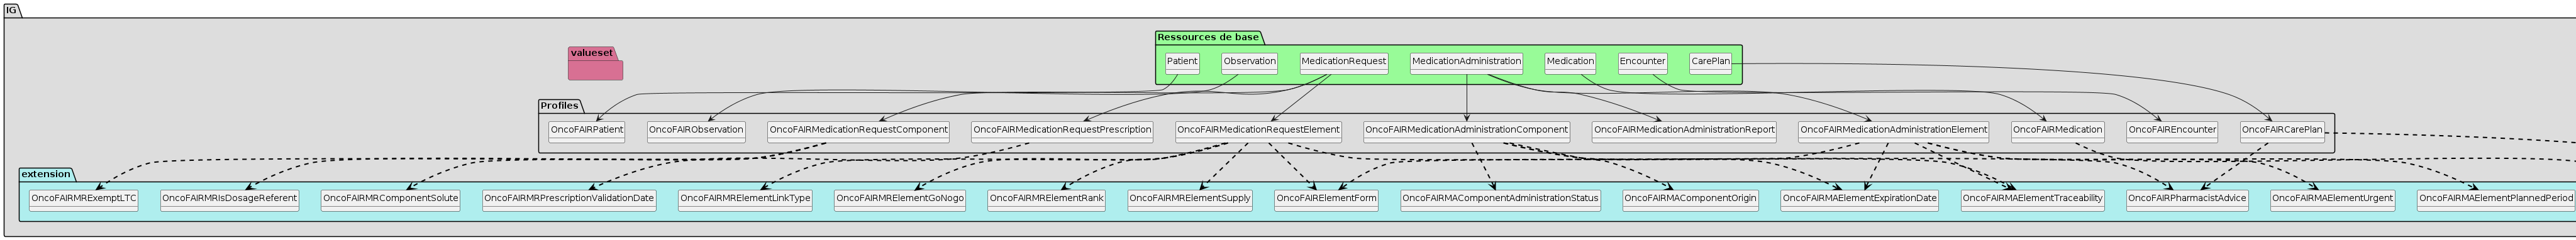 IG
Ressources de base
valueset
Patient
Observation
MedicationRequest
MedicationAdministration
Medication
Encounter
CarePlan
Profiles
OncoFAIRPatient
OncoFAIRObservation
OncoFAIRMedicationRequestComponent
OncoFAIRMedicationRequestPrescription
OncoFAIRMedicationRequestElement
OncoFAIRMedicationAdministrationComponent
OncoFAIRMedicationAdministrationReport
OncoFAIRMedicationAdministrationElement
OncoFAIRMedication
OncoFAIREncounter
OncoFAIRCarePlan
extension
OncoFAIRMRExemptLTC
OncoFAIRMRIsDosageReferent
OncoFAIRMRComponentSolute
OncoFAIRMRPrescriptionValidationDate
OncoFAIRMRElementLinkType
OncoFAIRMRElementGoNogo
OncoFAIRMRElementRank
OncoFAIRMRElementSupply
OncoFAIRElementForm
OncoFAIRMAComponentAdministrationStatus
OncoFAIRMAComponentOrigin
OncoFAIRMAElementExpirationDate
OncoFAIRMAElementTraceability
OncoFAIRPharmacistAdvice
OncoFAIRMAElementUrgent
OncoFAIRMAElementPlannedPeriod